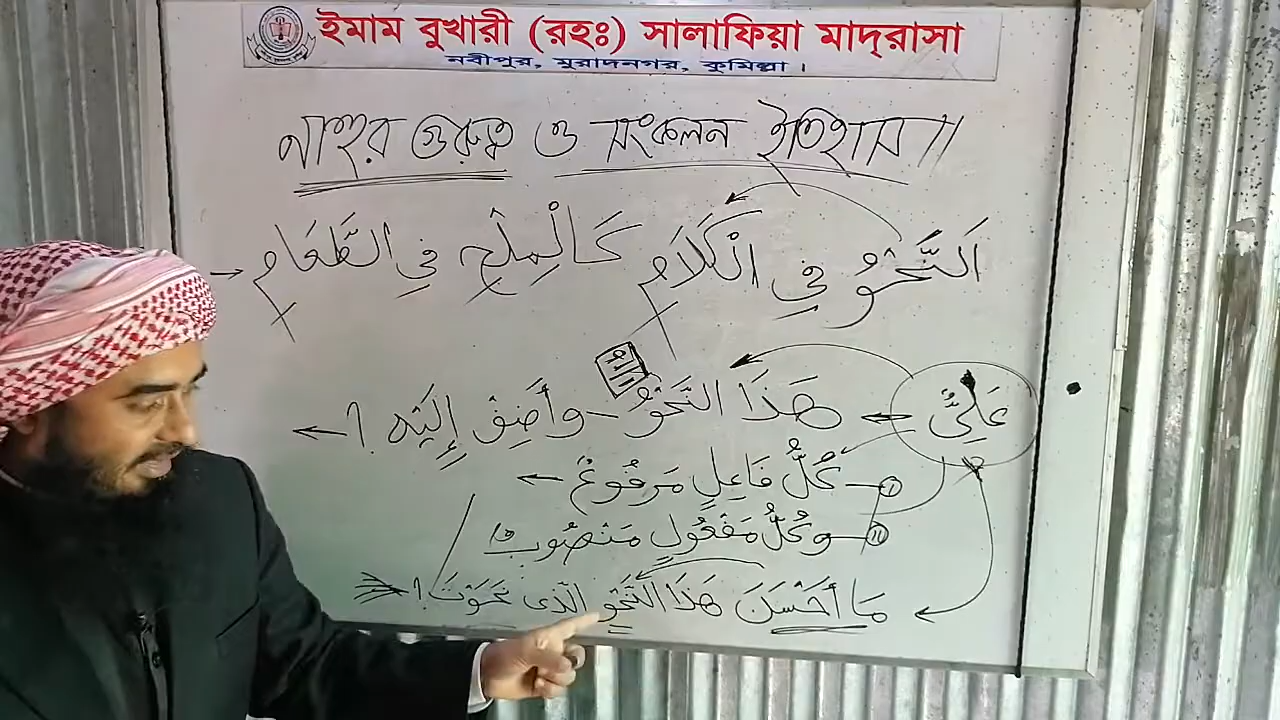 ইমাম বুখারী (রহঃ) সালাফিয়া মাদ্‌রাসা
নবীপুর, মুরাদনগর, কুমিল্লা।
নাহুর গুরুত্ব ও সংকলন ইতিহাস॥
اَلنَّحْوُ فِي الْكَلَامِ كَالْمِلْحِ فِي الطَّعَامِ
عَلِيٌّ هَذَا النَّحْوُ وَأَضِفْ إِلَيْهِ
كُلُّ فَاعِلٍ مَرْفُوعٌ
وَكُلُّ مَفْعُولٍ مَنْصُوبٌ
مَا أَحْسَنَ هَذَا النَّحْوَ الَّذِي نَحَوْتَ!